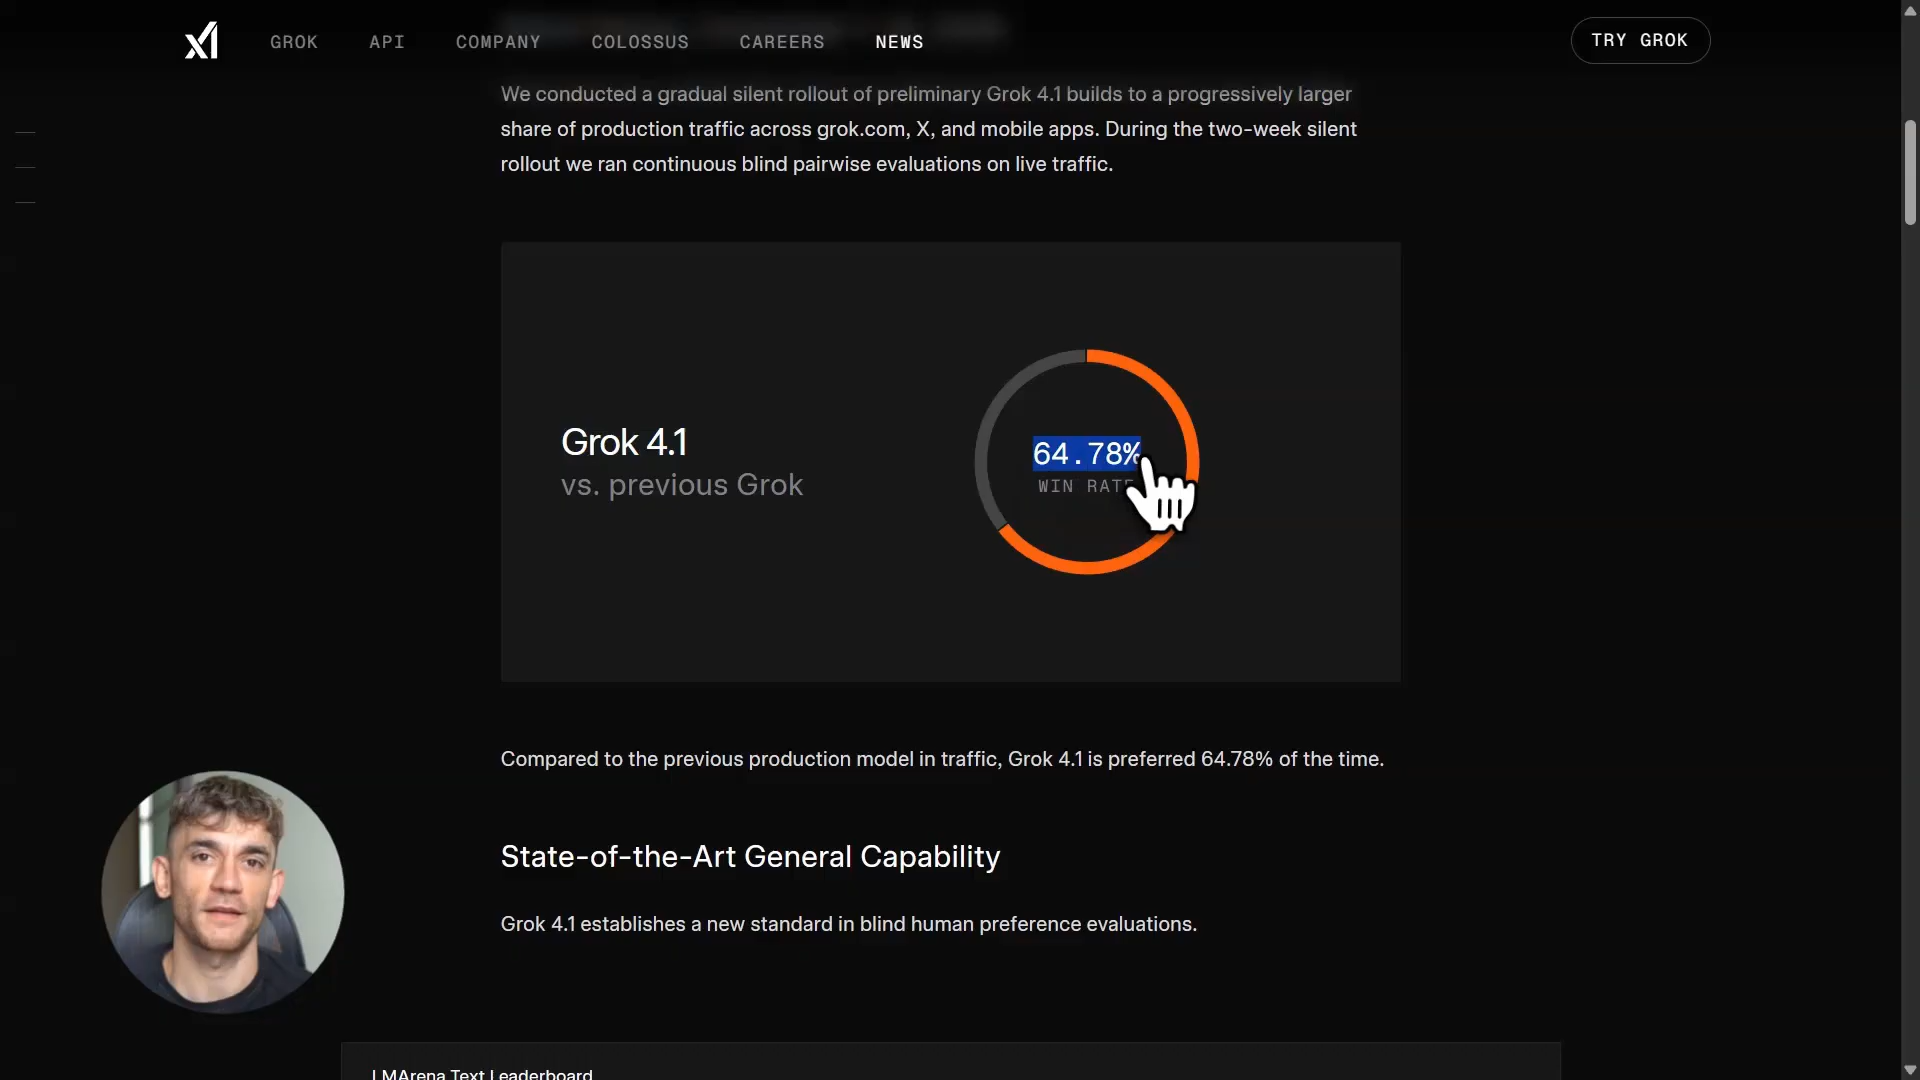 GROK
API
COMPANY
COLOSSUS
CAREERS
NEWS
TRY GROK
We conducted a gradual silent rollout of preliminary Grok 4.1 builds to a progressively larger
share of production traffic across grok.com, X, and mobile apps. During the two-week silent
rollout we ran continuous blind pairwise evaluations on live traffic.
Grok 4.1
vs. previous Grok
64.78%
WIN RATE
Compared to the previous production model in traffic, Grok 4.1 is preferred 64.78% of the time.
State-of-the-Art General Capability
Grok 4.1 establishes a new standard in blind human preference evaluations.
LMArena Text Leaderboard